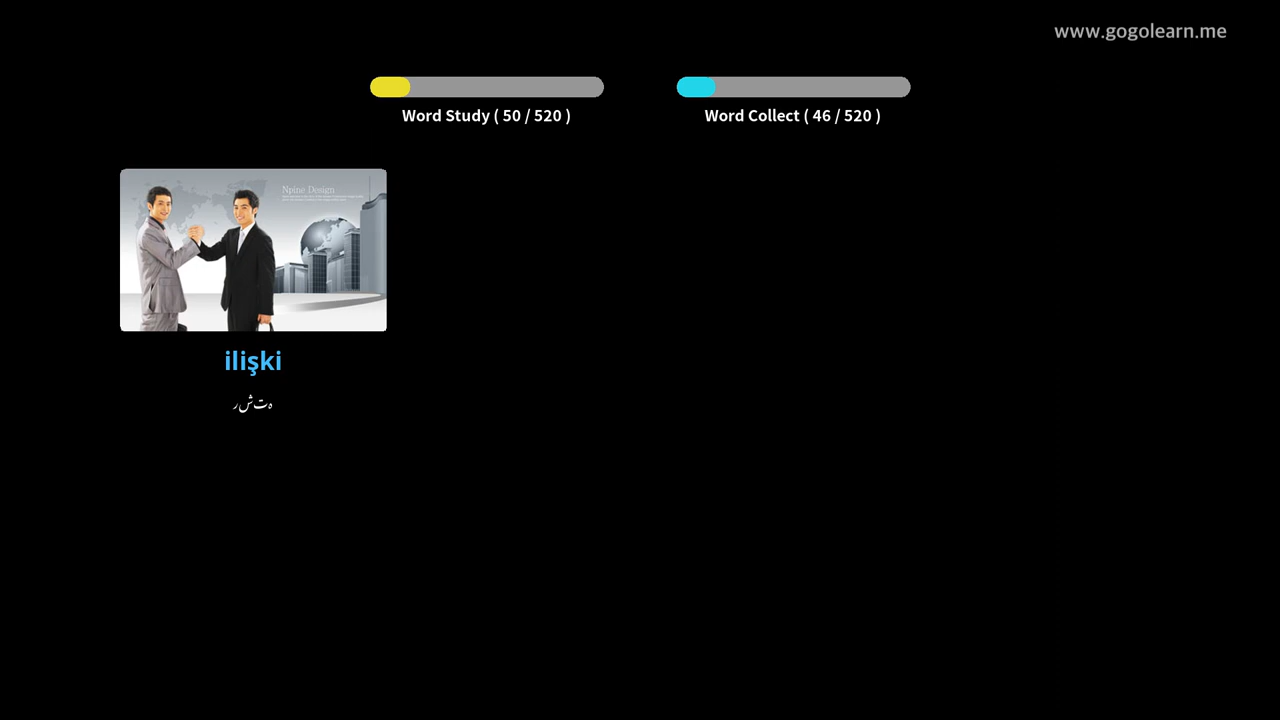 www.gogolearn.me
Word Study ( 50 / 520 )
Word Collect ( 46 / 520 )
Npine Design
ilişki
رشتہ